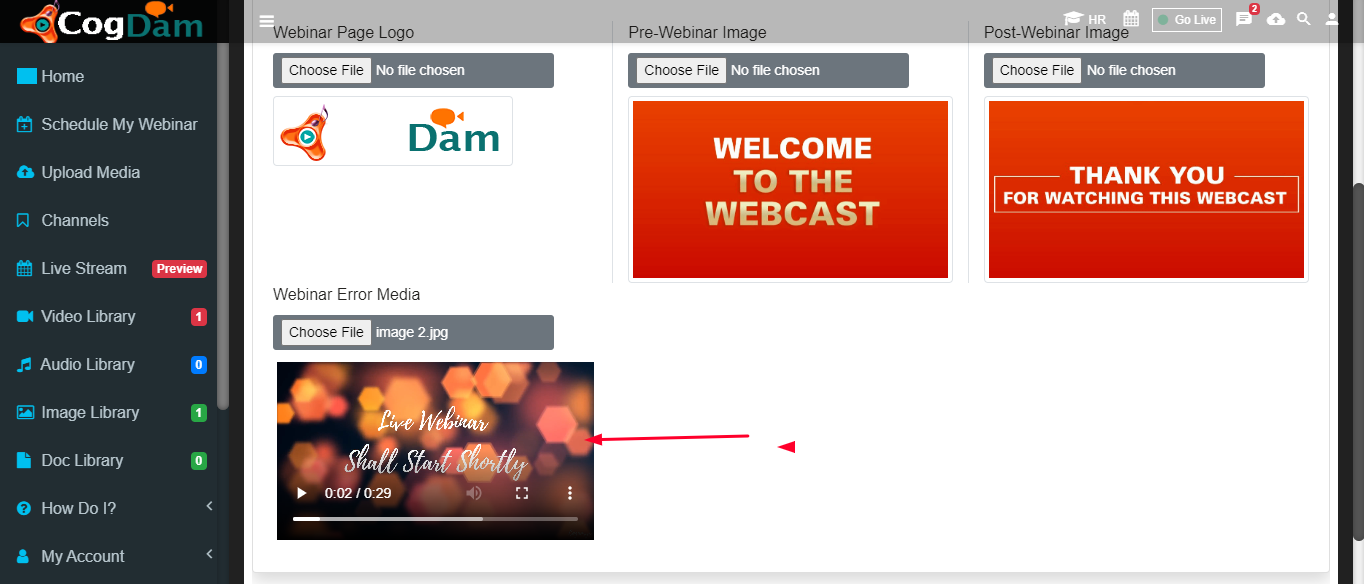 CogDam
HR
Go Live
2
Home
Schedule My Webinar
Upload Media
Channels
Live Stream Preview
Video Library 1
Audio Library 0
Image Library 1
Doc Library 0
How Do I?
My Account
Webinar Page Logo
Choose File No file chosen
Dam
Pre-Webinar Image
Choose File No file chosen
WELCOME
TO THE
WEBCAST
Post-Webinar Image
Choose File No file chosen
THANK YOU
FOR WATCHING THIS WEBCAST
Webinar Error Media
Choose File image 2.jpg
Live Webinar
Shall Start Shortly
0:02 / 0:29